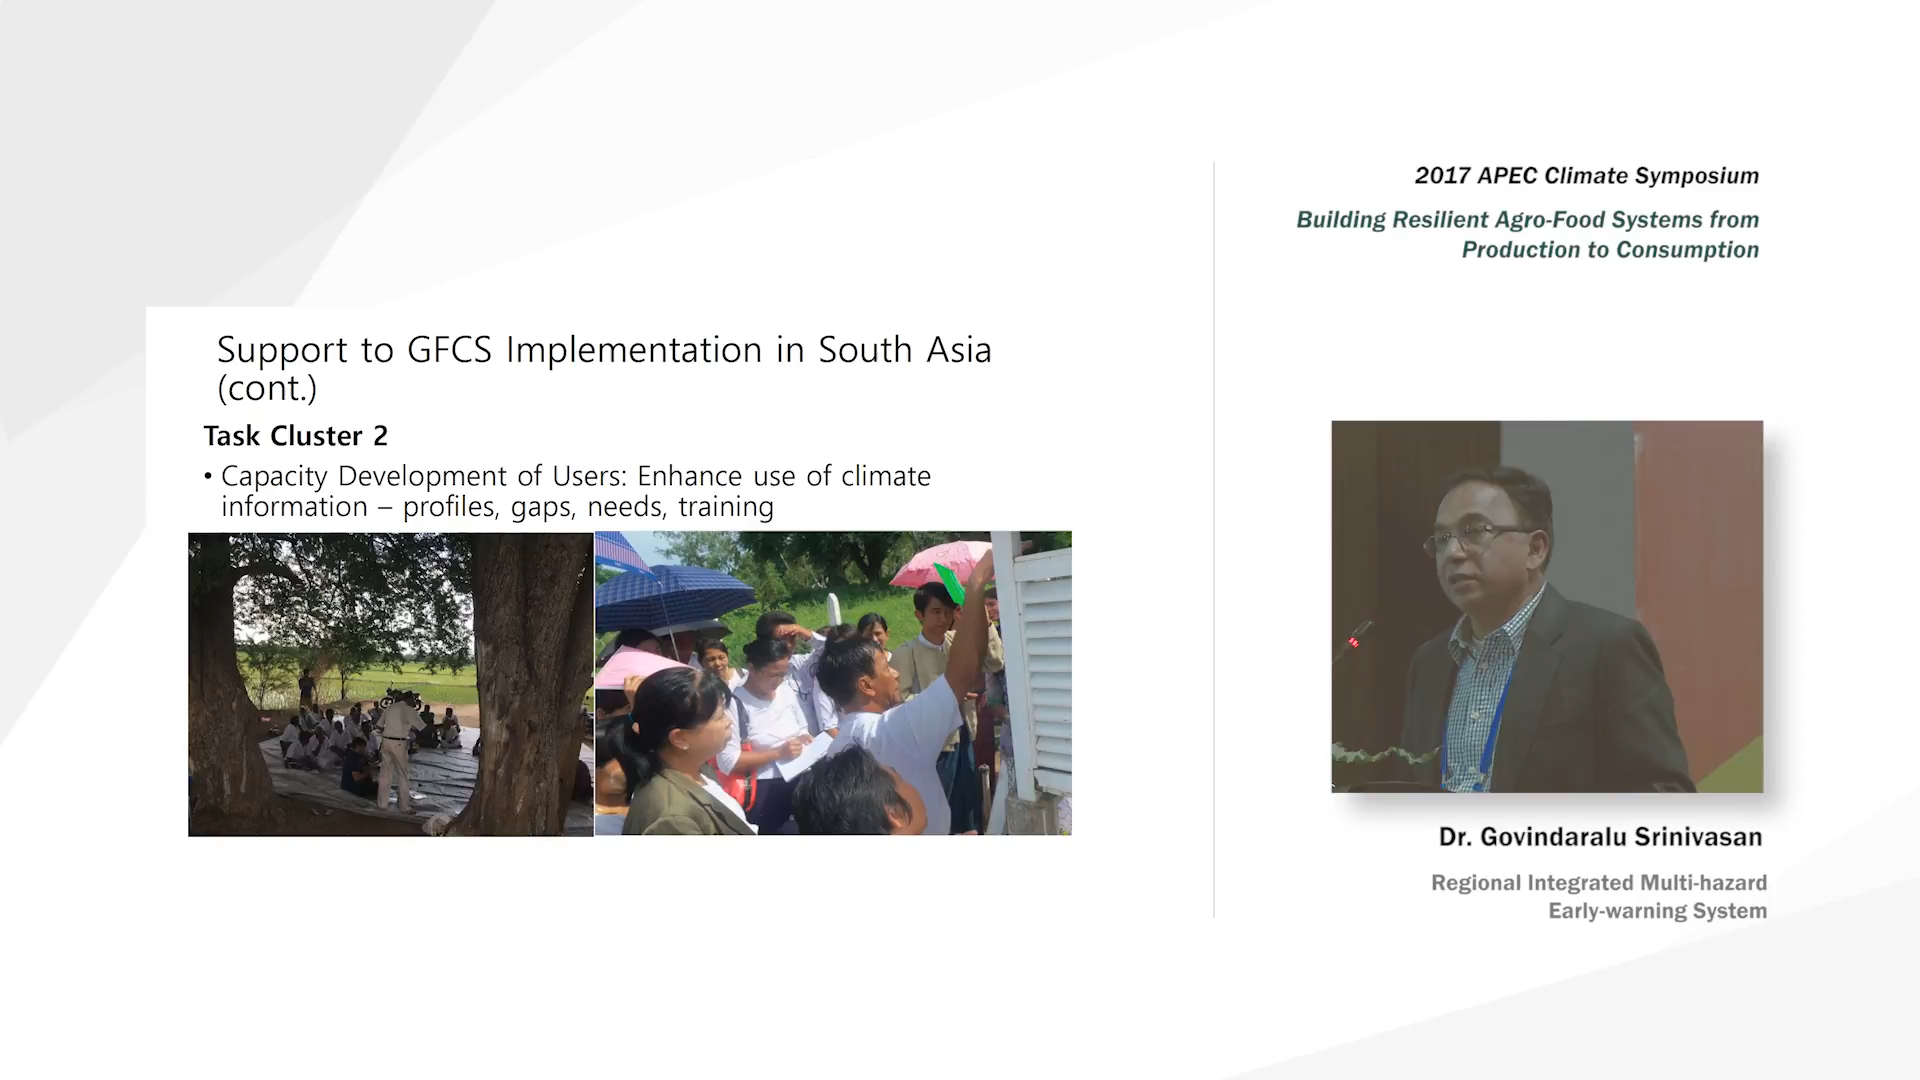 2017 APEC Climate Symposium
Building Resilient Agro-Food Systems from
Production to Consumption
Support to GFCS Implementation in South Asia
(cont.)
Task Cluster 2
• Capacity Development of Users: Enhance use of climate
information – profiles, gaps, needs, training
Dr. Govindaralu Srinivasan
Regional Integrated Multi-hazard
Early-warning System